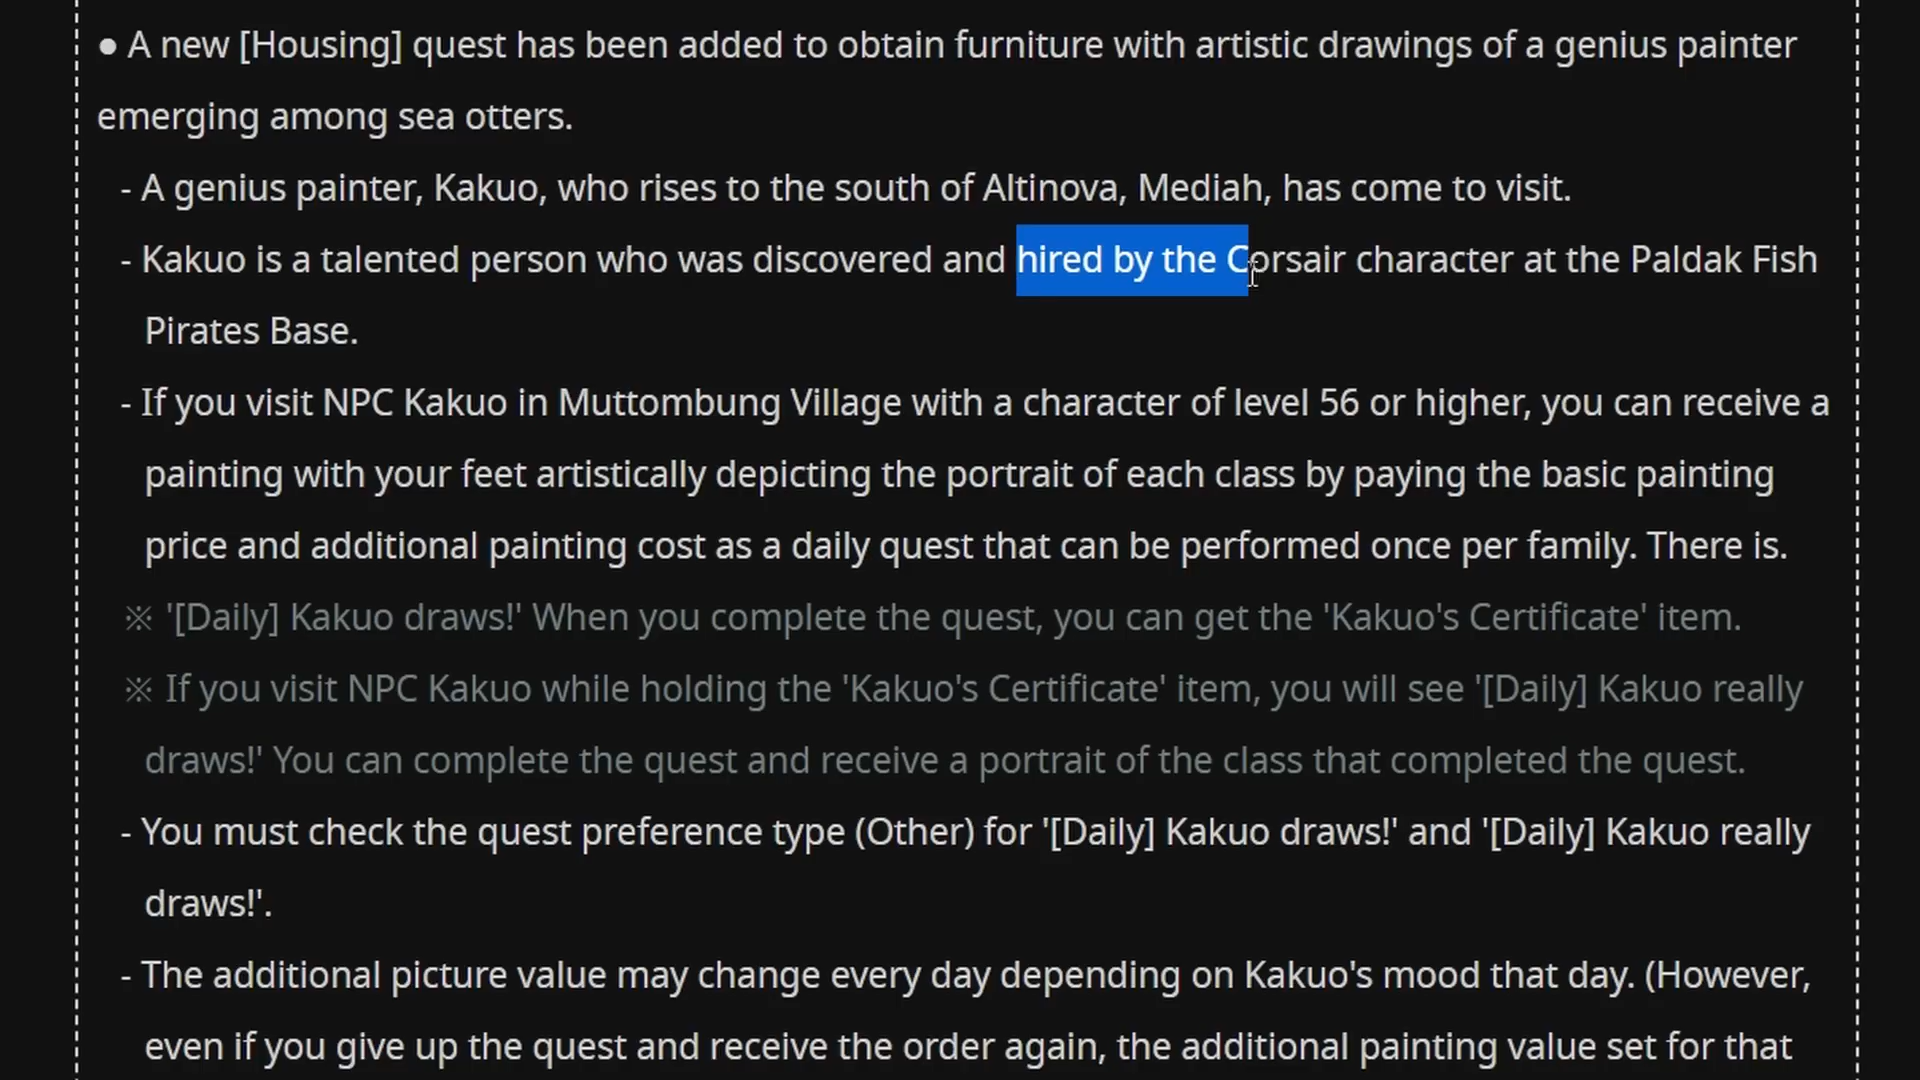 ● A new [Housing] quest has been added to obtain furniture with artistic drawings of a genius painter
emerging among sea otters.
- A genius painter, Kakuo, who rises to the south of Altinova, Mediah, has come to visit.
- Kakuo is a talented person who was discovered and hired by the Corsair character at the Paldak Fish
Pirates Base.
- If you visit NPC Kakuo in Muttombung Village with a character of level 56 or higher, you can receive a
painting with your feet artistically depicting the portrait of each class by paying the basic painting
price and additional painting cost as a daily quest that can be performed once per family. There is.
※ '[Daily] Kakuo draws!' When you complete the quest, you can get the 'Kakuo's Certificate' item.
※ If you visit NPC Kakuo while holding the 'Kakuo's Certificate' item, you will see '[Daily] Kakuo really
draws!' You can complete the quest and receive a portrait of the class that completed the quest.
- You must check the quest preference type (Other) for '[Daily] Kakuo draws!' and '[Daily] Kakuo really
draws!'.
- The additional picture value may change every day depending on Kakuo's mood that day. (However,
even if you give up the quest and receive the order again, the additional painting value set for that